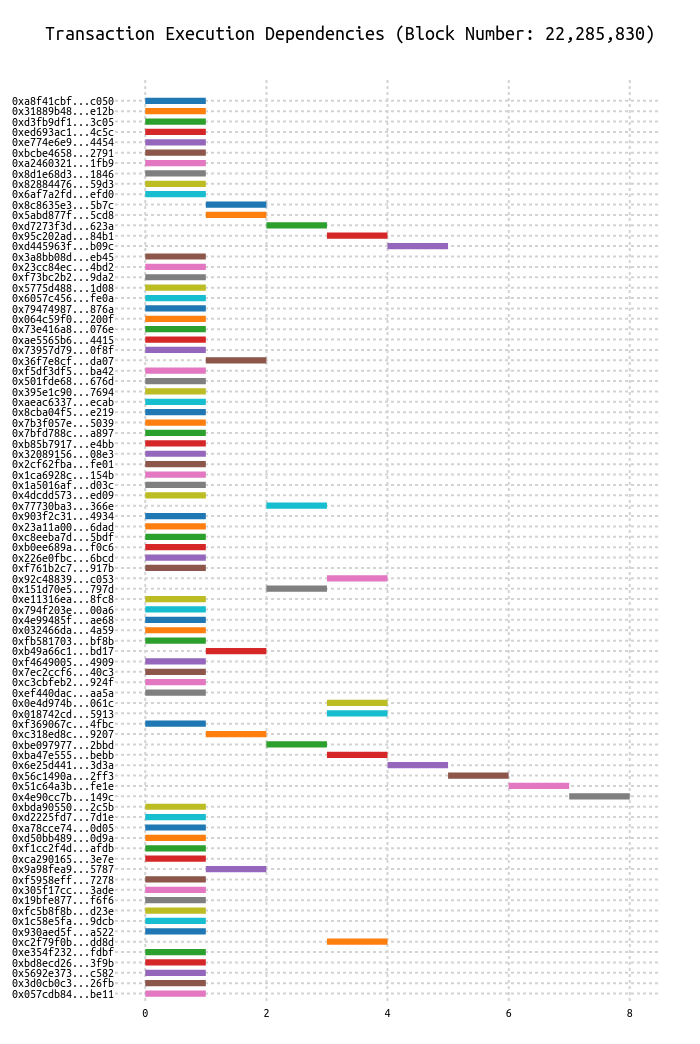 Transaction Execution Dependencies (Block Number: 22,285,830)
0xa8f41cbf...c050
0x31889b48...e12b
0xd3fb9df1...3c05
0xed693ac1...4c5c
0xe774e6e9...4454
0xbcbe4658...2791
0xa2460321...1fb9
0x8d1e68d3...1846
0x82884476...59d3
0x6af7a2fd...efd0
0x8c8635e3...5b7c
0x5abd877f...5cd8
0xd7273f3d...623a
0x95c202ad...84b1
0xd445963f...b09c
0x3a8bb08d...eb45
0x23cc84ec...4bd2
0xf73bc2b2...9da2
0x5775d488...1d08
0x6057c456...fe0a
0x79474987...876a
0x064c59f0...200f
0x73e416a8...076e
0xae5565b6...4415
0x73957d79...0f8f
0x36f7e8cf...da07
0xf5df3df5...ba42
0x501fde68...676d
0x395e1c90...7694
0xaeac6337...ecab
0x8cba04f5...e219
0x7b3f057e...5039
0x7bfd788c...a897
0xb85b7917...e4bb
0x32089156...08e3
0x2cf62fba...fe01
0x1ca6928c...154b
0x1a5016af...d03c
0x4dcdd573...ed09
0x77730ba3...366e
0x903f2c31...4934
0x23a11a00...6dad
0xc8eeba7d...5bdf
0xb0ee689a...f0c6
0x226e0fbc...6bcd
0xf761b2c7...917b
0x92c48839...c053
0x151d70e5...797d
0xe11316ea...8fc8
0x794f203e...00a6
0x4e99485f...ae68
0x032466da...4a59
0xfb581703...bf8b
0xb49a66c1...bd17
0xf4649005...4909
0x7ec2ccf6...40c3
0xc3cbfeb2...924f
0xef440dac...aa5a
0x0e4d974b...061c
0x018742cd...5913
0xf369067c...4fbc
0xc318ed8c...9207
0xbe097977...2bbd
0xba47e555...bebb
0x6e25d441...3d3a
0x56c1490a...2ff3
0x51c64a3b...fe1e
0x4e90cc7b...149c
0xbda90550...2c5b
0xd2225fd7...7d1e
0xa78cce74...0d05
0xd50bb489...0d9a
0xf1cc2f4d...afdb
0xca290165...3e7e
0x9a98fea9...5787
0xf5958eff...7278
0x305f17cc...3ade
0x19bfe877...f6f6
0xfc5b8f8b...d23e
0x1c58e5fa...9dcb
0x930aed5f...a522
0xc2f79f0b...dd8d
0xe354f232...fdbf
0xbd8ecd26...3f9b
0x5692e373...c582
0x3d0cb0c3...26fb
0x057cdb84...be11
0 2 4 6 8